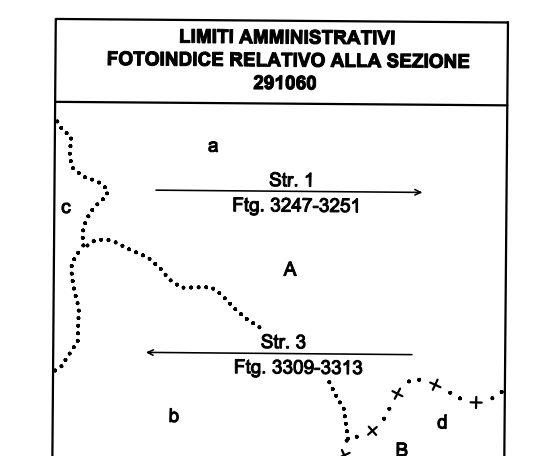 LIMITI AMMINISTRATIVI
FOTOINDICE RELATIVO ALLA SEZIONE
291060
a
Str. 1
c
Ftg. 3247-3251
A
Str. 3
Ftg. 3309-3313
b
d
B